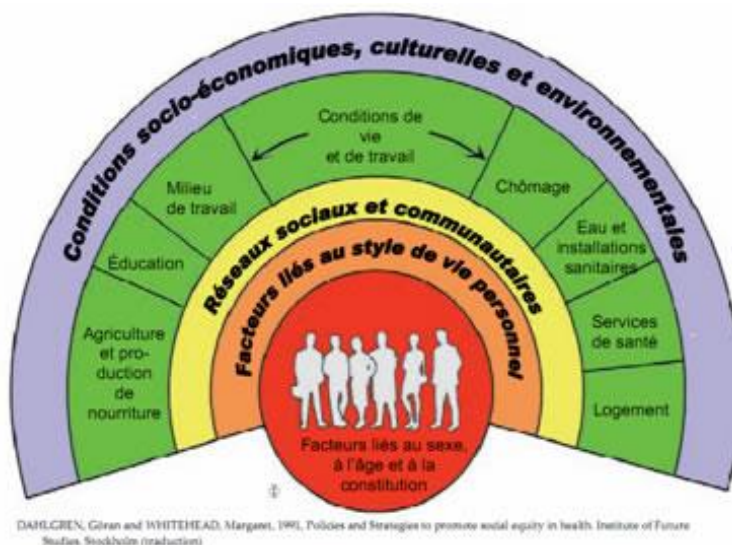 Conditions socio-économiques, culturelles et environnementales
Conditions de
vie
et de travail
Milieu
de travail
Éducation
Agriculture
et pro-
duction
de
nourriture
Chômage
Eau et
installations
sanitaires
Services
de santé
Logement
Réseaux sociaux et communautaires
Facteurs liés au style de vie personnel
Facteurs liés au sexe,
à l'âge et à la
constitution
DAHLGREN, Göran and WHITEHEAD, Margaret, 1991, Policies and Strategies to promote social equity in health. Institute of Future
Studies. Stockholm (traduction)